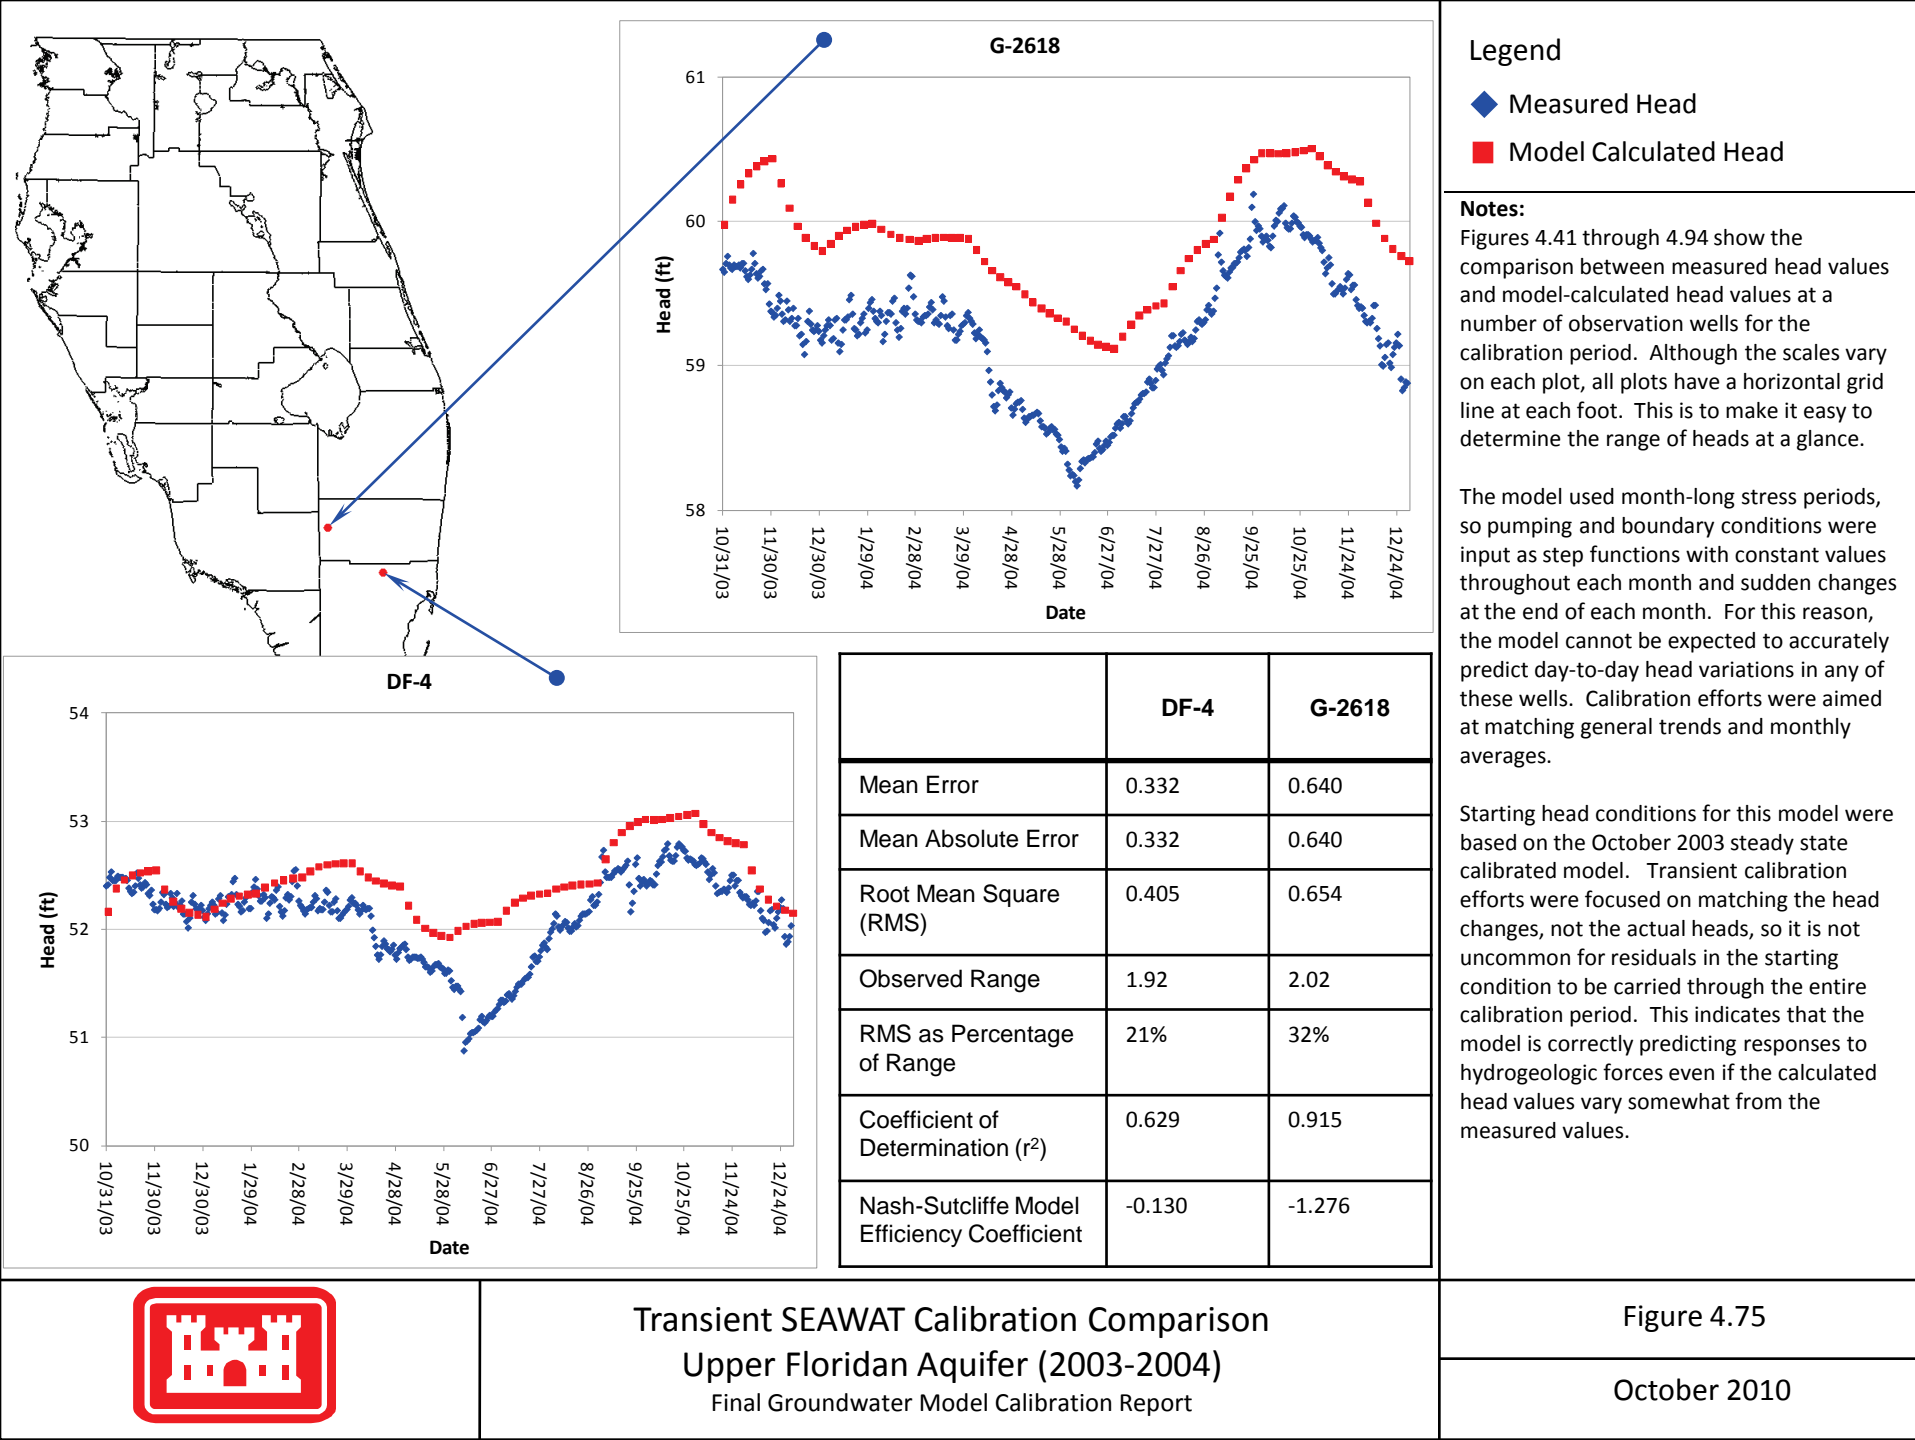 G-2618
61
60
59
58
Head (ft)
10/31/03
11/30/03
12/30/03
1/29/04
2/28/04
3/29/04
4/28/04
5/28/04
6/27/04
7/27/04
8/26/04
9/25/04
10/25/04
11/24/04
12/24/04
Date
DF-4
54
53
52
51
50
Head (ft)
10/31/03
11/30/03
12/30/03
1/29/04
2/28/04
3/29/04
4/28/04
5/28/04
6/27/04
7/27/04
8/26/04
9/25/04
10/25/04
11/24/04
12/24/04
Date
DF-4 G-2618
Mean Error 0.332 0.640
Mean Absolute Error 0.332 0.640
Root Mean Square 0.405 0.654
(RMS)
Observed Range 1.92 2.02
RMS as Percentage 21% 32%
of Range
Coefficient of 0.629 0.915
Determination (r²)
Nash-Sutcliffe Model -0.130 -1.276
Efficiency Coefficient
Legend
Measured Head
Model Calculated Head
Notes:
Figures 4.41 through 4.94 show the
comparison between measured head values
and model-calculated head values at a
number of observation wells for the
calibration period.  Although the scales vary
on each plot, all plots have a horizontal grid
line at each foot.  This is to make it easy to
determine the range of heads at a glance.
The model used month-long stress periods,
so pumping and boundary conditions were
input as step functions with constant values
throughout each month and sudden changes
at the end of each month.  For this reason,
the model cannot be expected to accurately
predict day-to-day head variations in any of
these wells.  Calibration efforts were aimed
at matching general trends and monthly
averages.
Starting head conditions for this model were
based on the October 2003 steady state
calibrated model.   Transient calibration
efforts were focused on matching the head
changes, not the actual heads, so it is not
uncommon for residuals in the starting
condition to be carried through the entire
calibration period.  This indicates that the
model is correctly predicting responses to
hydrogeologic forces even if the calculated
head values vary somewhat from the
measured values.
Transient SEAWAT Calibration Comparison
Upper Floridan Aquifer (2003-2004)
Final Groundwater Model Calibration Report
Figure 4.75
October 2010